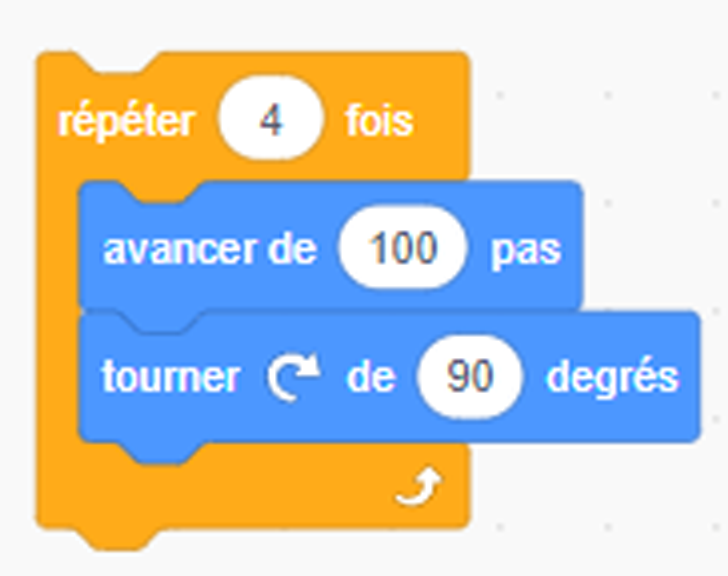 répéter 4 fois
avancer de 100 pas
tourner de 90 degrés